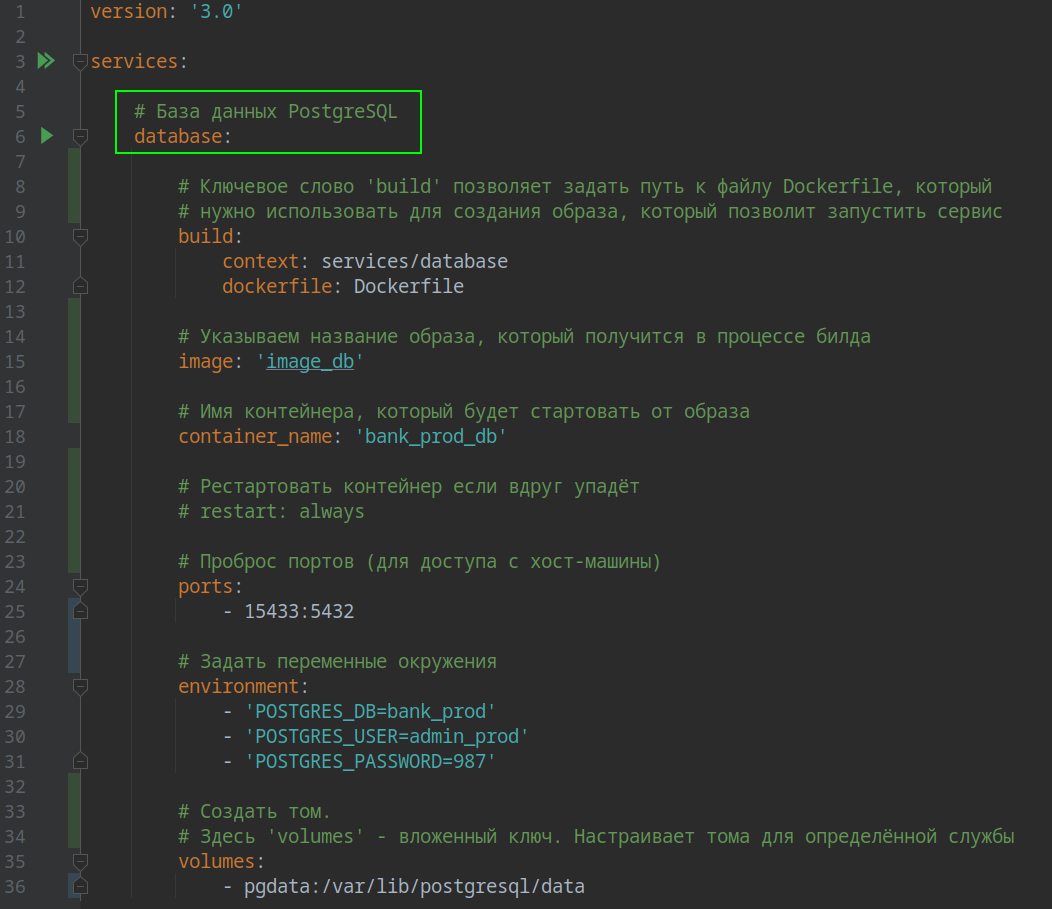 1 version: '3.0'
2
3 services:
4
5 # База данных PostgreSQL
6 database:
7
8 # Ключевое слово 'build' позволяет задать путь к файлу Dockerfile, который
9 # нужно использовать для создания образа, который позволит запустить сервис
10 build:
11 context: services/database
12 dockerfile: Dockerfile
13
14 # Указываем название образа, который получится в процессе билда
15 image: 'image_db'
16
17 # Имя контейнера, который будет стартовать от образа
18 container_name: 'bank_prod_db'
19
20 # Рестартовать контейнер если вдруг упадёт
21 # restart: always
22
23 # Проброс портов (для доступа с хост-машины)
24 ports:
25 - 15433:5432
26
27 # Задать переменные окружения
28 environment:
29 - 'POSTGRES_DB=bank_prod'
30 - 'POSTGRES_USER=admin_prod'
31 - 'POSTGRES_PASSWORD=987'
32
33 # Создать том.
34 # Здесь 'volumes' - вложенный ключ. Настраивает тома для определённой службы
35 volumes:
36 - pgdata:/var/lib/postgresql/data